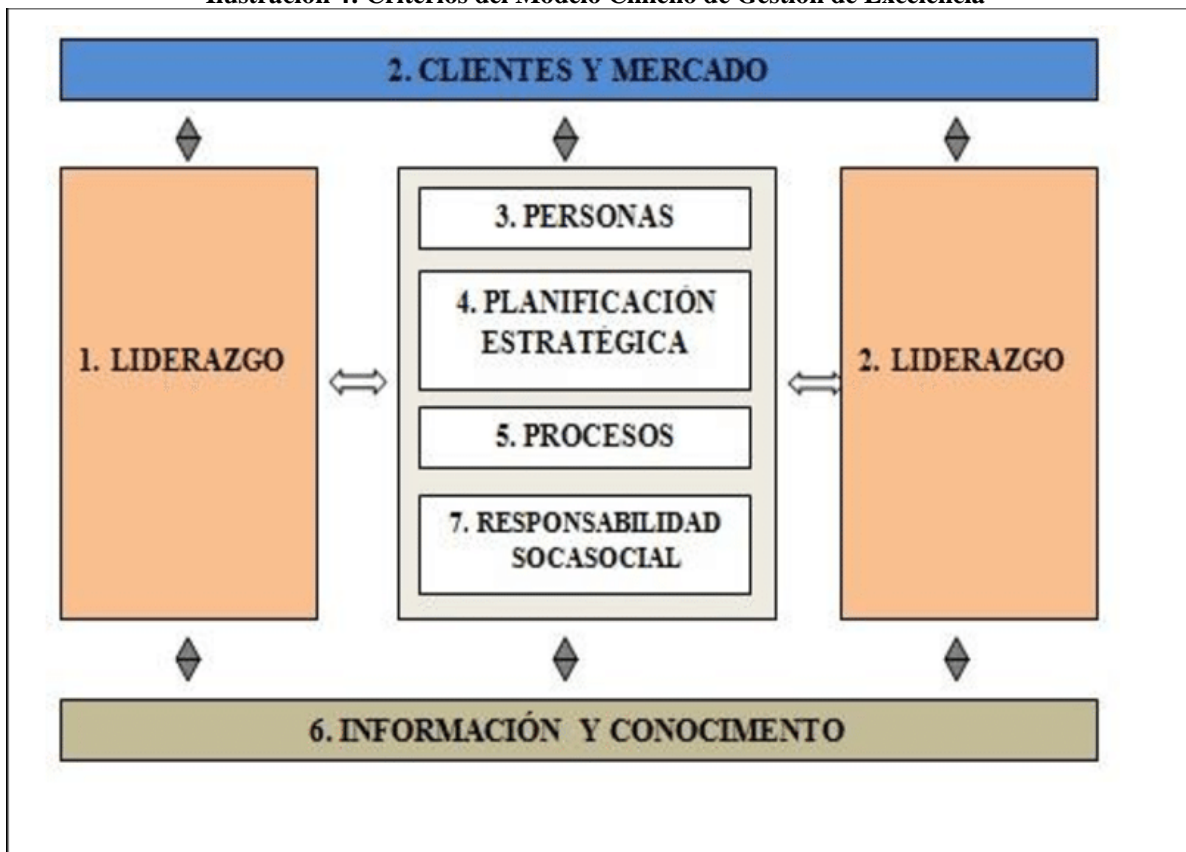 Ilustración 4: Criterios del Modelo Chileno de Gestión de Excelencia
2. CLIENTES Y MERCADO
1. LIDERAZGO
3. PERSONAS
4. PLANIFICACIÓN
ESTRATÉGICA
5. PROCESOS
7. RESPONSABILIDAD
SOCASOCIAL
2. LIDERAZGO
6. INFORMACIÓN Y CONOCIMENTO